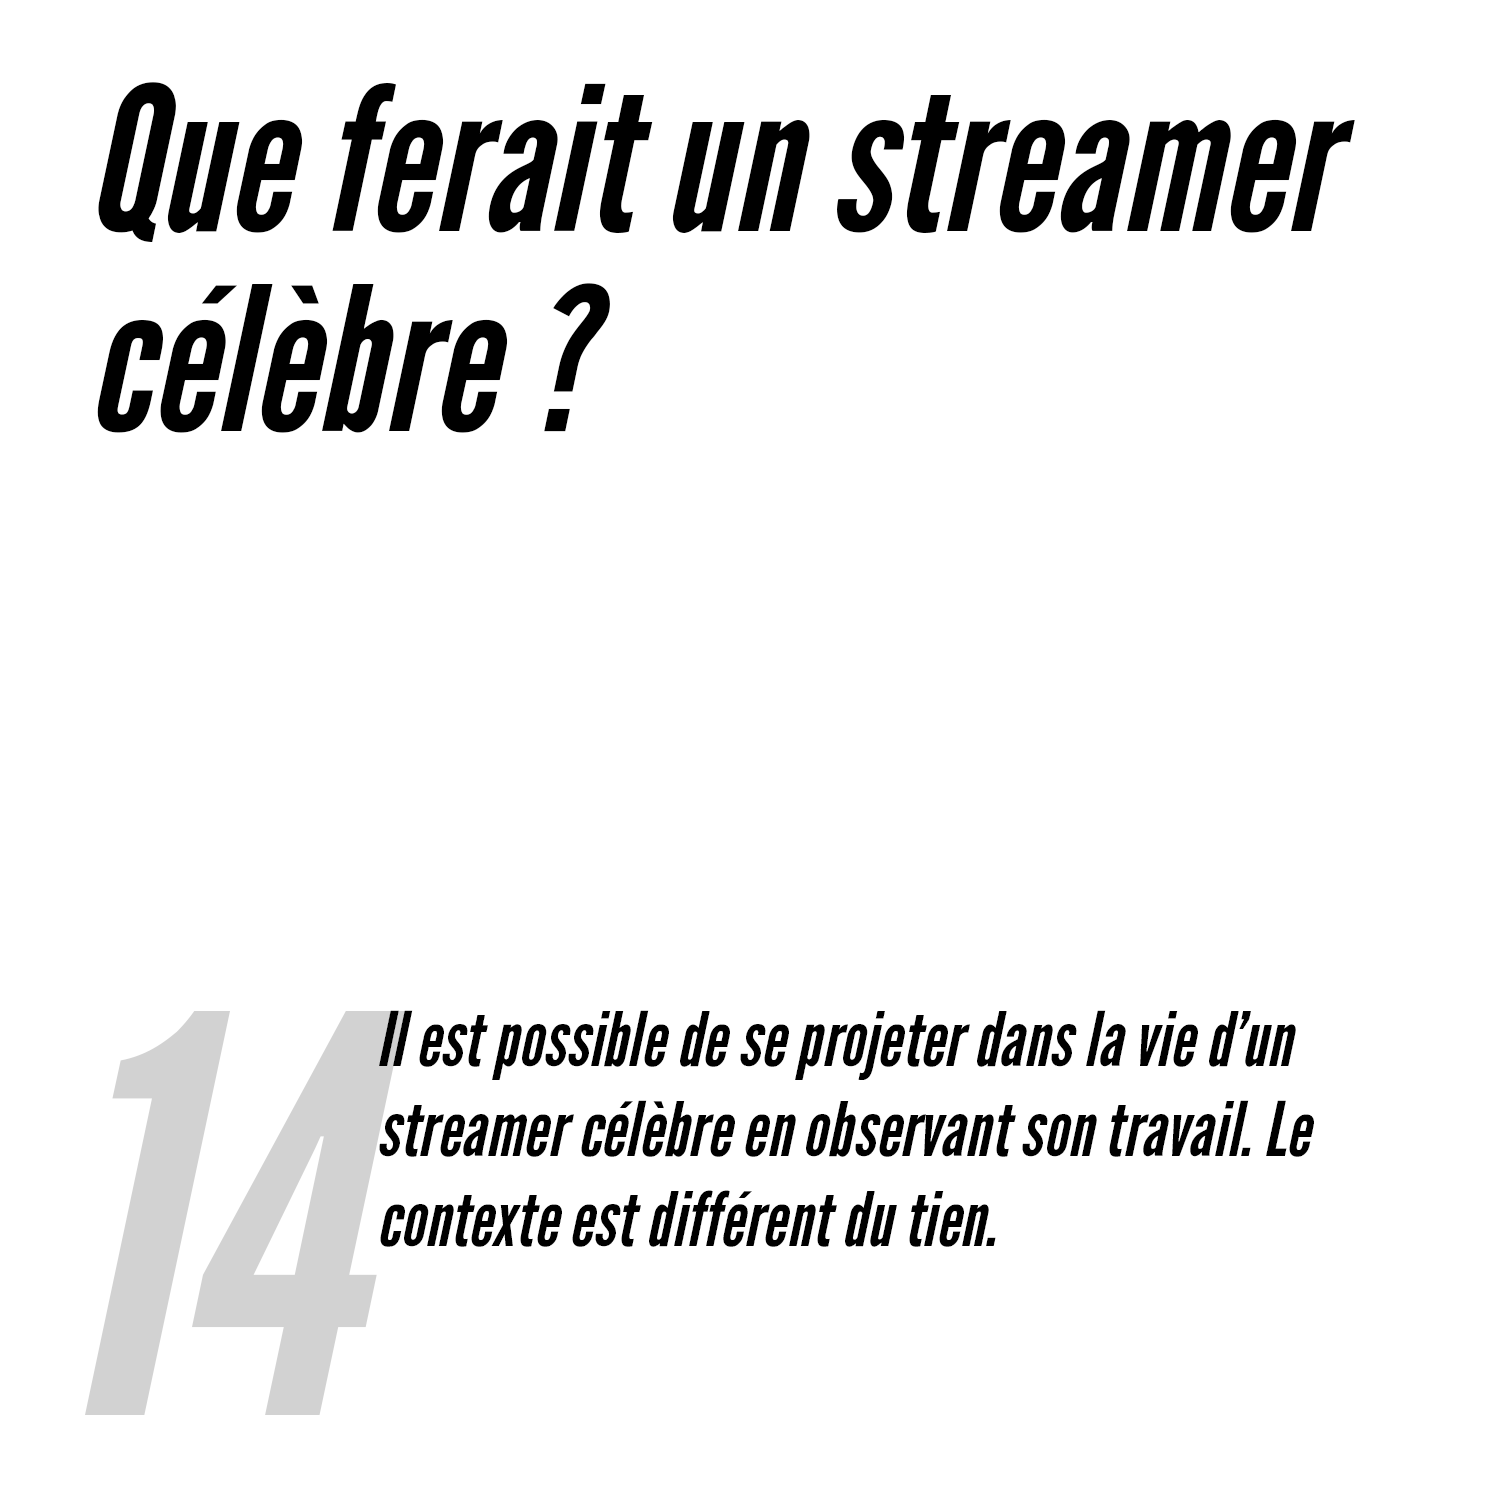 Que ferait un streamer
célèbre ?
14
Il est possible de se projeter dans la vie d’un
streamer célèbre en observant son travail. Le
contexte est différent du tien.